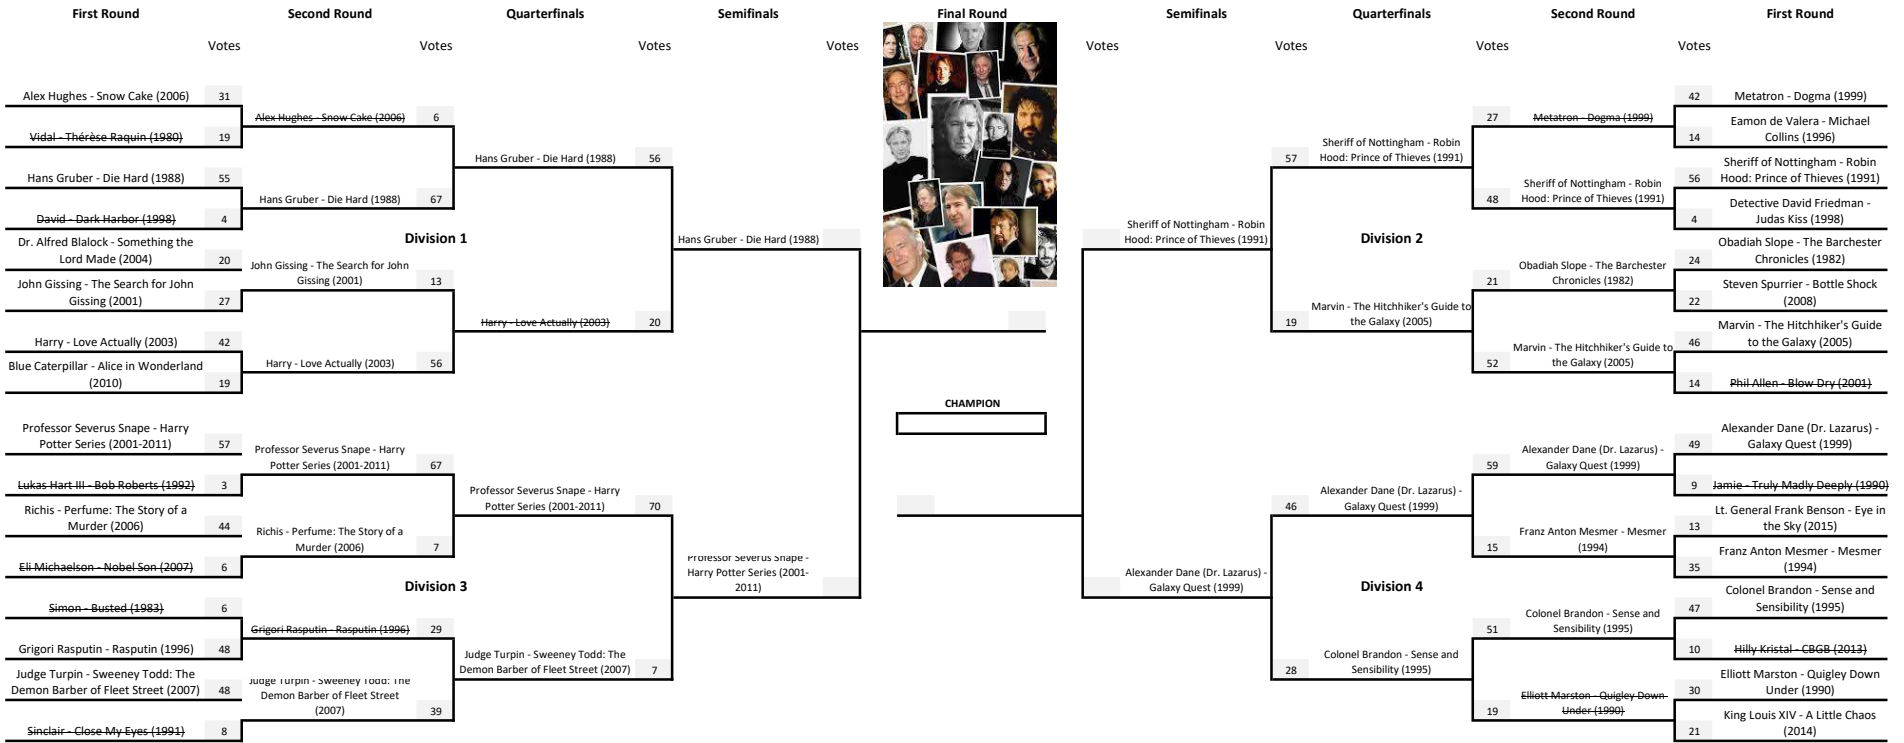 First Round
Second Round
Quarterfinals
Semifinals
Final Round
Semifinals
Quarterfinals
Second Round
First Round
Votes
Votes
Votes
Votes
Votes
Votes
Votes
Votes
Alex Hughes - Snow Cake (2006)
31
Vidal - Thérèse Raquin (1980)
19
Hans Gruber - Die Hard (1988)
55
David - Dark Harbor (1998)
4
Dr. Alfred Blalock - Something the
Lord Made (2004)
20
John Gissing - The Search for John
Gissing (2001)
27
Harry - Love Actually (2003)
42
Blue Caterpillar - Alice in Wonderland
(2010)
19
Professor Severus Snape - Harry
Potter Series (2001-2011)
57
Lukas Hart III - Bob Roberts (1992)
3
Richis - Perfume: The Story of a
Murder (2006)
44
Eli Michaelson - Nobel Son (2007)
6
Simon - Busted (1983)
6
Grigori Rasputin - Rasputin (1996)
48
Judge Turpin - Sweeney Todd: The
Demon Barber of Fleet Street (2007)
48
Sinclair - Close My Eyes (1991)
8
Alex Hughes - Snow Cake (2006)
6
Hans Gruber - Die Hard (1988)
67
Division 1
John Gissing - The Search for John
Gissing (2001)
13
Harry - Love Actually (2003)
56
Professor Severus Snape - Harry
Potter Series (2001-2011)
67
Richis - Perfume: The Story of a
Murder (2006)
7
Division 3
Grigori Rasputin - Rasputin (1996)
29
Judge Turpin - Sweeney Todd: The
Demon Barber of Fleet Street
(2007)
39
Hans Gruber - Die Hard (1988)
56
Harry - Love Actually (2003)
20
Professor Severus Snape - Harry
Potter Series (2001-2011)
70
Judge Turpin - Sweeney Todd: The
Demon Barber of Fleet Street (2007)
7
Hans Gruber - Die Hard (1988)
Professor Severus Snape -
Harry Potter Series (2001-
2011)
CHAMPION
Sheriff of Nottingham - Robin
Hood: Prince of Thieves (1991)
Alexander Dane (Dr. Lazarus) -
Galaxy Quest (1999)
57
Sheriff of Nottingham - Robin
Hood: Prince of Thieves (1991)
Division 2
19
Marvin - The Hitchhiker's Guide to
the Galaxy (2005)
46
Alexander Dane (Dr. Lazarus) -
Galaxy Quest (1999)
Division 4
28
Colonel Brandon - Sense and
Sensibility (1995)
27
Metatron - Dogma (1999)
48
Sheriff of Nottingham - Robin
Hood: Prince of Thieves (1991)
21
Obadiah Slope - The Barchester
Chronicles (1982)
52
Marvin - The Hitchhiker's Guide to
the Galaxy (2005)
59
Alexander Dane (Dr. Lazarus) -
Galaxy Quest (1999)
15
Franz Anton Mesmer - Mesmer
(1994)
51
Colonel Brandon - Sense and
Sensibility (1995)
19
Elliott Marston - Quigley Down
Under (1990)
42
Metatron - Dogma (1999)
14
Eamon de Valera - Michael
Collins (1996)
56
Sheriff of Nottingham - Robin
Hood: Prince of Thieves (1991)
4
Detective David Friedman -
Judas Kiss (1998)
24
Obadiah Slope - The Barchester
Chronicles (1982)
22
Steven Spurrier - Bottle Shock
(2008)
46
Marvin - The Hitchhiker's Guide
to the Galaxy (2005)
14
Phil Allen - Blow Dry (2001)
49
Alexander Dane (Dr. Lazarus) -
Galaxy Quest (1999)
9
Jamie - Truly Madly Deeply (1990)
13
Lt. General Frank Benson - Eye in
the Sky (2015)
35
Franz Anton Mesmer - Mesmer
(1994)
47
Colonel Brandon - Sense and
Sensibility (1995)
10
Hilly Kristal - CBGB (2013)
30
Elliott Marston - Quigley Down
Under (1990)
21
King Louis XIV - A Little Chaos
(2014)